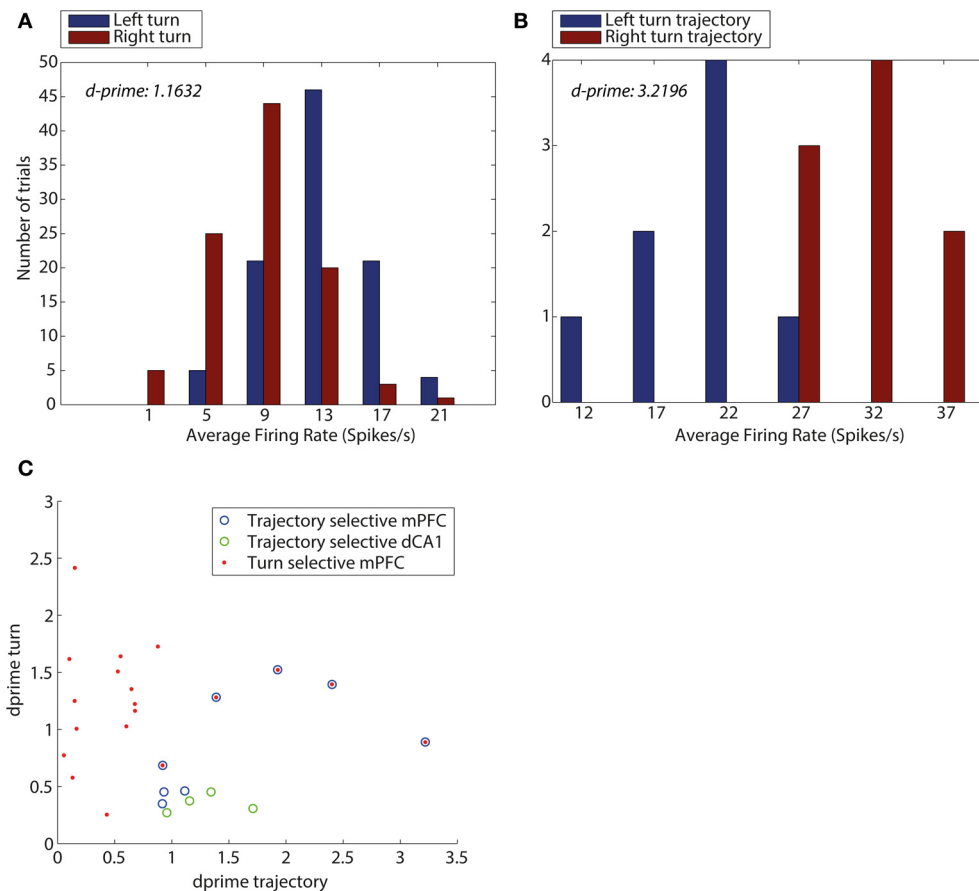 A
Left turn
Right turn
d-prime: 1.1632
50
45
40
35
30
25
20
15
10
5
0
Number of trials
1 5 9 13 17 21
Average Firing Rate (Spikes/s)
B
Left turn trajectory
Right turn trajectory
d-prime: 3.2196
4
3
2
1
0
12 17 22 27 32 37
Average Firing Rate (Spikes/s)
C
Trajectory selective mPFC
Trajectory selective dCA1
Turn selective mPFC
3
2.5
2
1.5
1
0.5
0
dprime turn
0 0.5 1 1.5 2 2.5 3 3.5
dprime trajectory